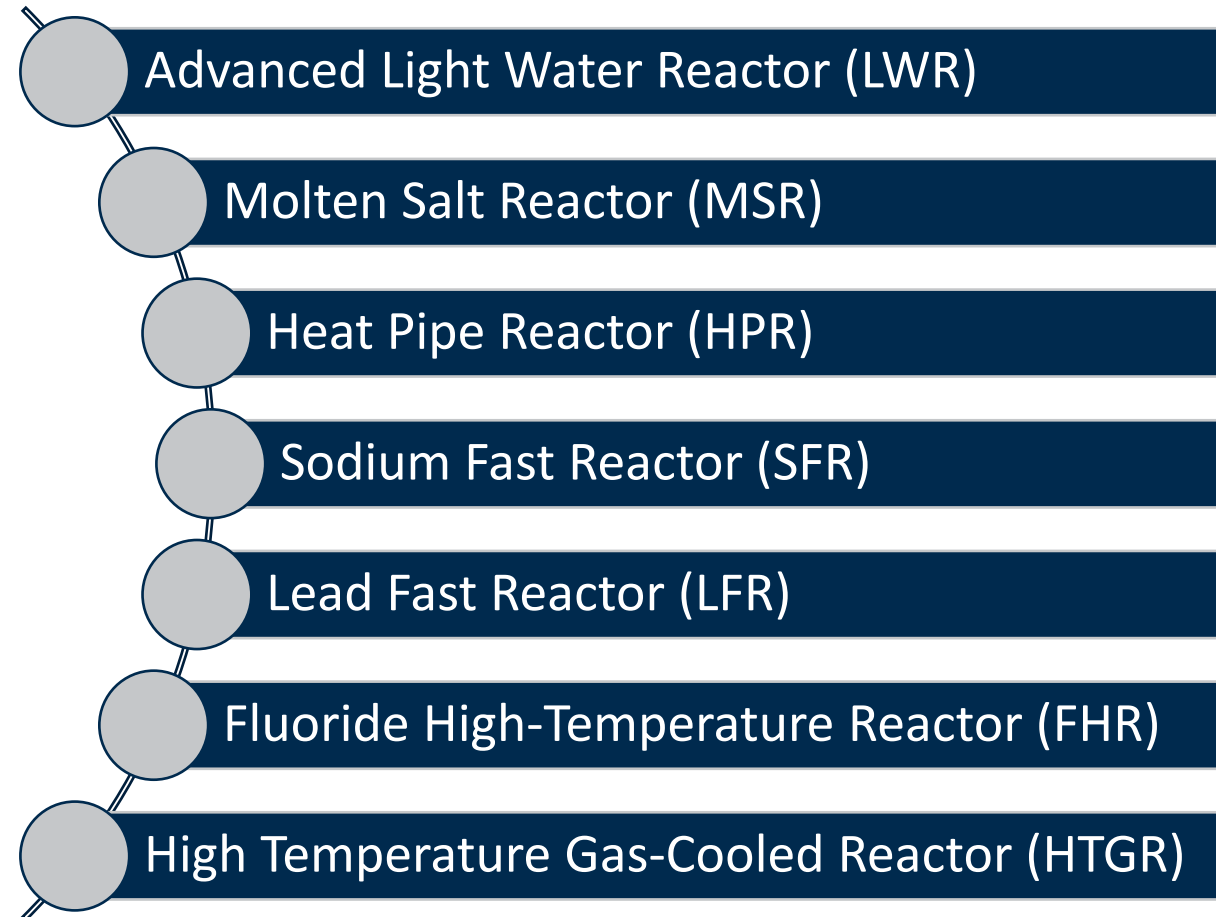 Advanced Light Water Reactor (LWR)
Molten Salt Reactor (MSR)
Heat Pipe Reactor (HPR)
Sodium Fast Reactor (SFR)
Lead Fast Reactor (LFR)
Fluoride High-Temperature Reactor (FHR)
High Temperature Gas-Cooled Reactor (HTGR)